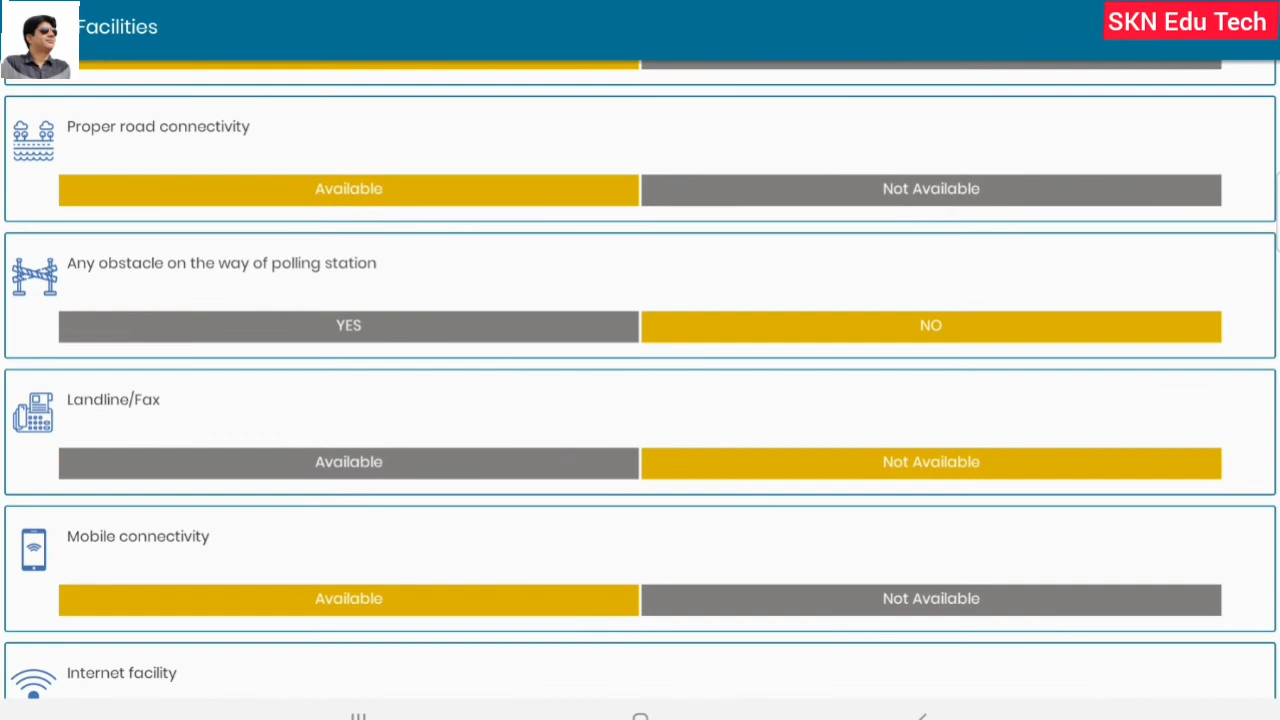 Facilities
SKN Edu Tech
Proper road connectivity
Available
Not Available
Any obstacle on the way of polling station
YES
NO
Landline/Fax
Available
Not Available
Mobile connectivity
Available
Not Available
Internet facility